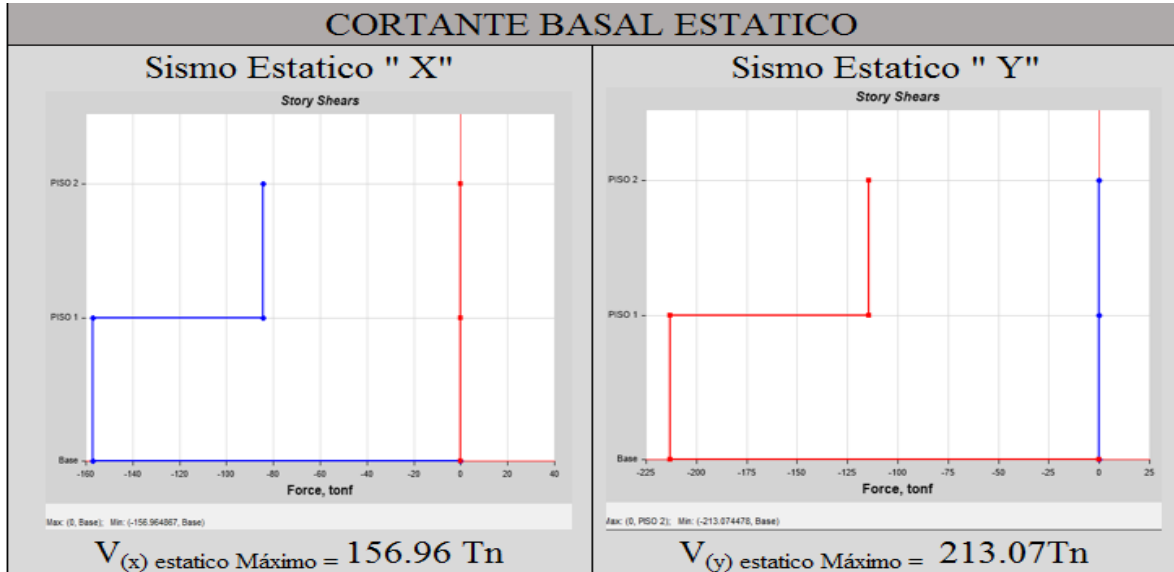 CORTANTE BASAL ESTATICO
Sismo Estatico " X"
Story Shears
PISO 2
PISO 1
Base
-160 -140 -120 -100 -80 -60 -40 -20 0 20 40
Force, tonf
Max: (0, Base); Min: (-156.964867, Base)
V(x) estatico Máximo = 156.96 Tn
Sismo Estatico " Y"
Story Shears
PISO 2
PISO 1
Base
-225 -200 -175 -150 -125 -100 -75 -50 -25 0 25
Force, tonf
Max: (0, PISO 2); Min: (-213.074478, Base)
V(y) estatico Máximo = 213.07Tn